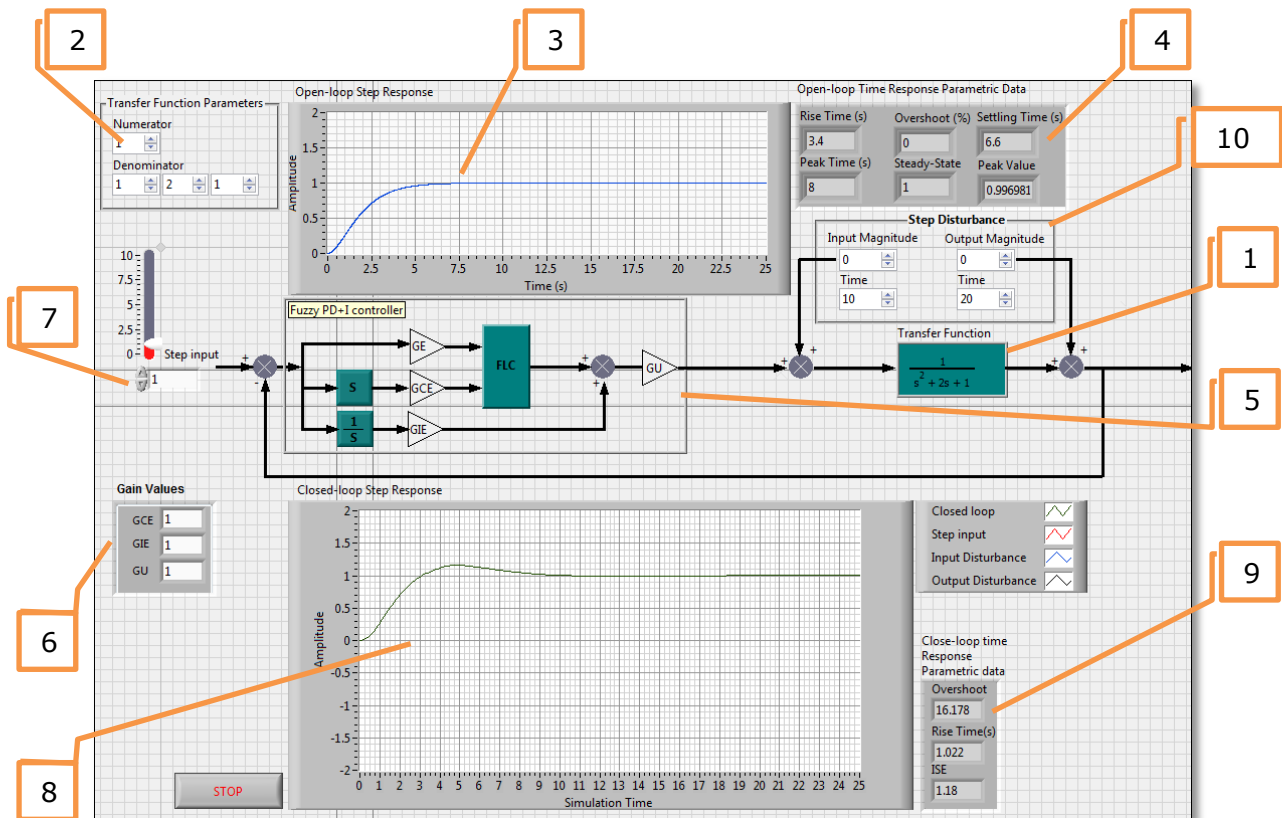 2
3
4
10
1
7
5
6
9
8
Transfer Function Parameters
Numerator
1
Denominator
1 2 1
Open-loop Step Response
Amplitude
2
1.5
1
0.5
0
0 2.5 5 7.5 10 12.5 15 17.5 20 22.5 25
Time (s)
Open-loop Time Response Parametric Data
Rise Time (s) Overshoot (%) Settling Time (s)
3.4 0 6.6
Peak Time (s) Steady-State Peak Value
8 1 0.996981
Step Disturbance
Input Magnitude Output Magnitude
0 0
Time Time
10 20
10
7.5
5
2.5
0
Step input
1
Fuzzy PD+I controller
+
-
GE
S
GCE
1
S
GIE
FLC
+
+
GU
+
+
Transfer Function
1
s2 + 2s + 1
+
+
Gain Values
GCE 1
GIE 1
GU 1
Closed-loop Step Response
Amplitude
2
1.5
1
0.5
0
-0.5
-1
-1.5
-2
0 1 2 3 4 5 6 7 8 9 10 11 12 13 14 15 16 17 18 19 20 21 22 23 24 25
Simulation Time
Closed loop
Step input
Input Disturbance
Output Disturbance
Close-loop time
Response
Parametric data
Overshoot
16.178
Rise Time(s)
1.022
ISE
1.18
STOP